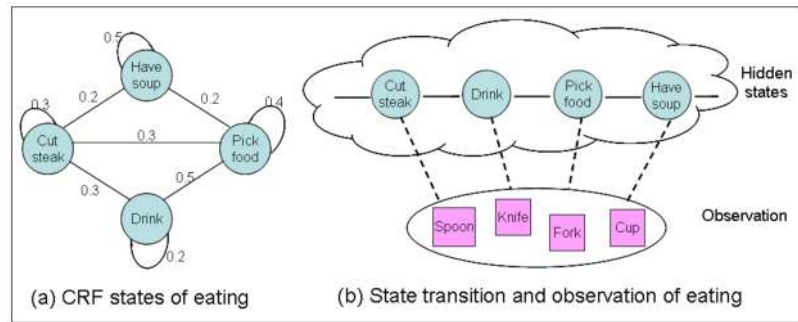 0.5
Have
soup
0.2
0.2
0.3
0.4
Cut
steak
0.3
Pick
food
0.3
0.5
Drink
0.2
(a) CRF states of eating
Cut
steak
Drink
Pick
food
Have
soup
Hidden
states
Spoon
Knife
Fork
Cup
Observation
(b) State transition and observation of eating